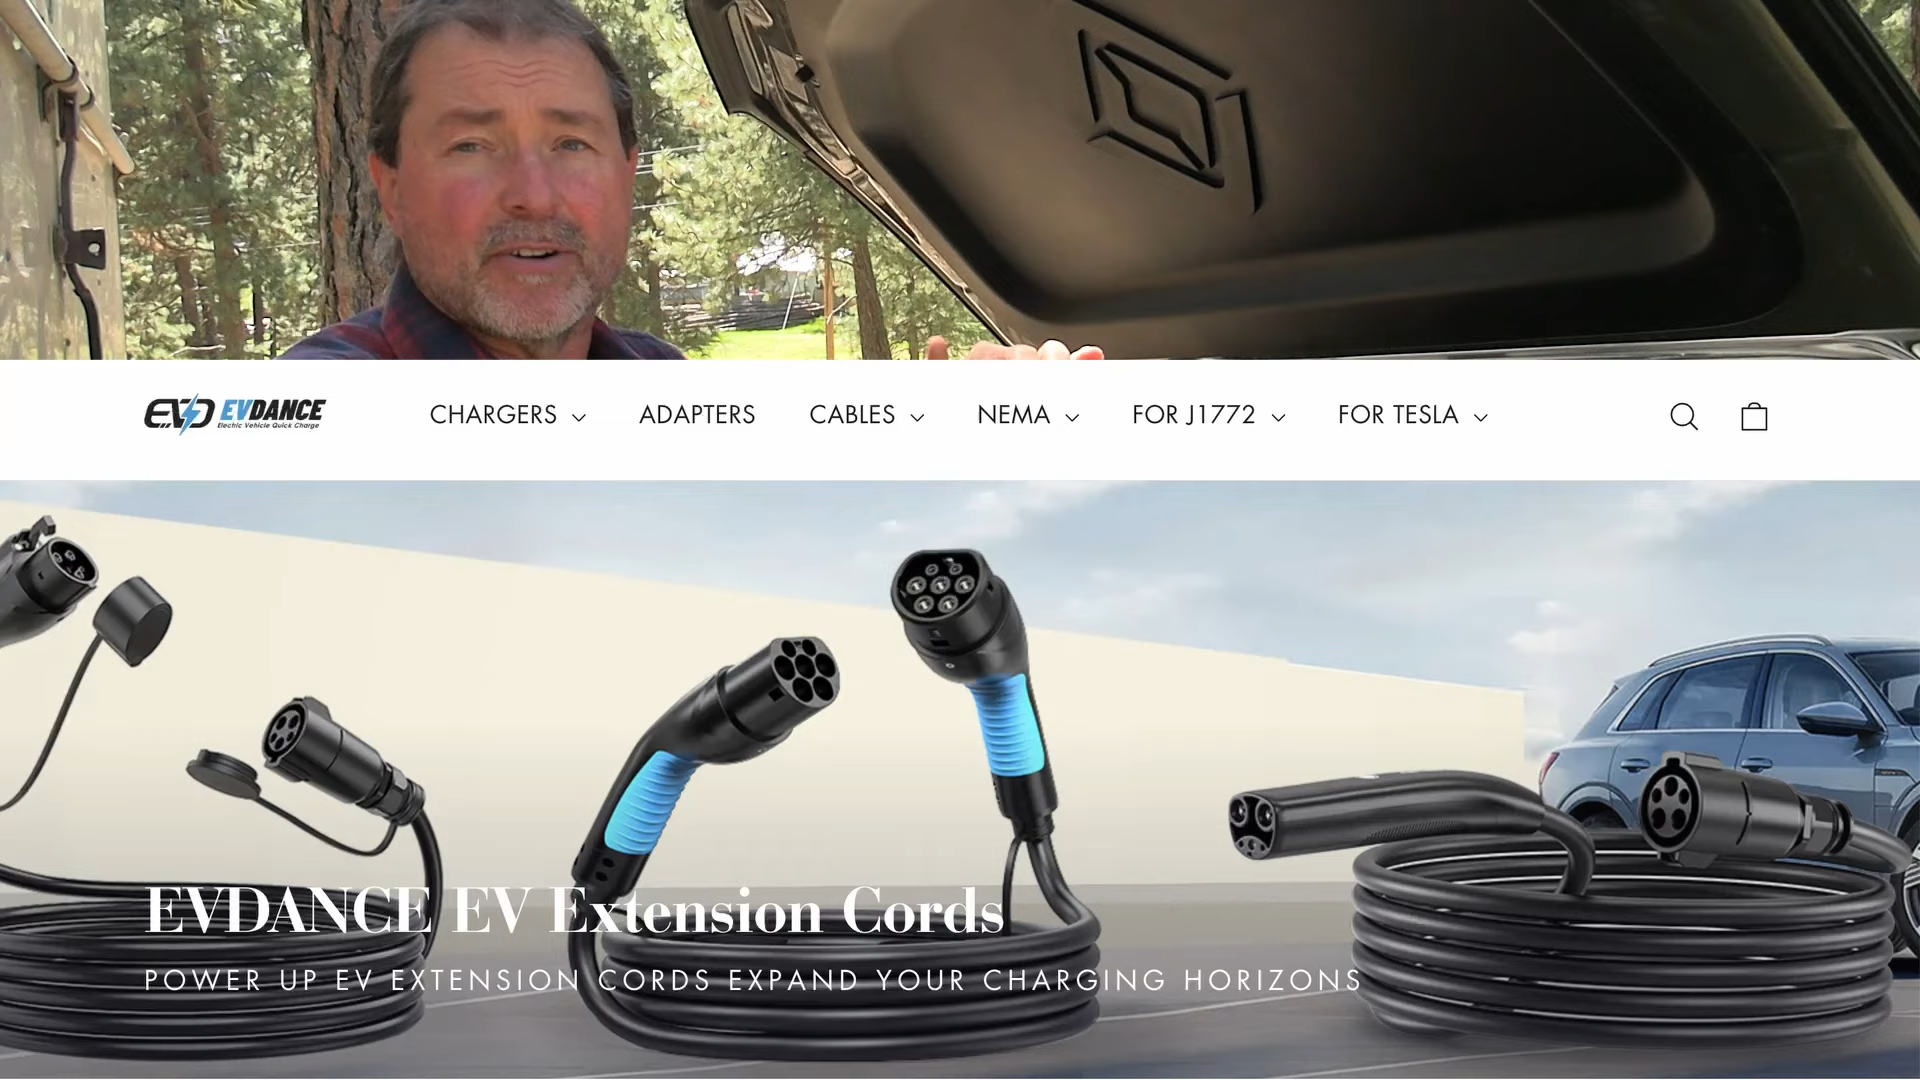 EVDANCE
Electric Vehicle Quick Charge
CHARGERS
ADAPTERS
CABLES
NEMA
FOR J1772
FOR TESLA
EVDANCE EV Extension Cords
POWER UP EV EXTENSION CORDS EXPAND YOUR CHARGING HORIZONS